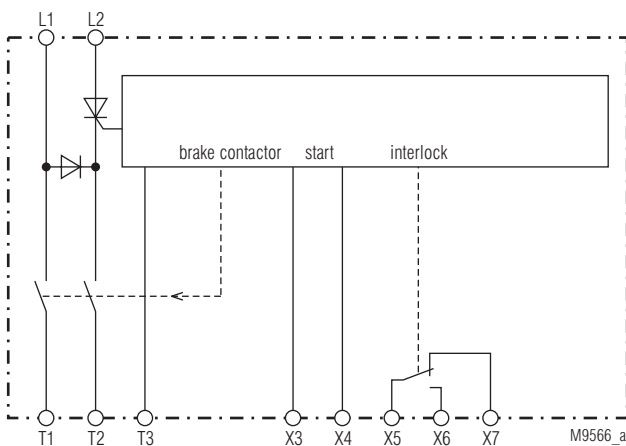 L1 L2
brake contactor start interlock
T1 T2 T3 X3 X4 X5 X6 X7 M9566_a